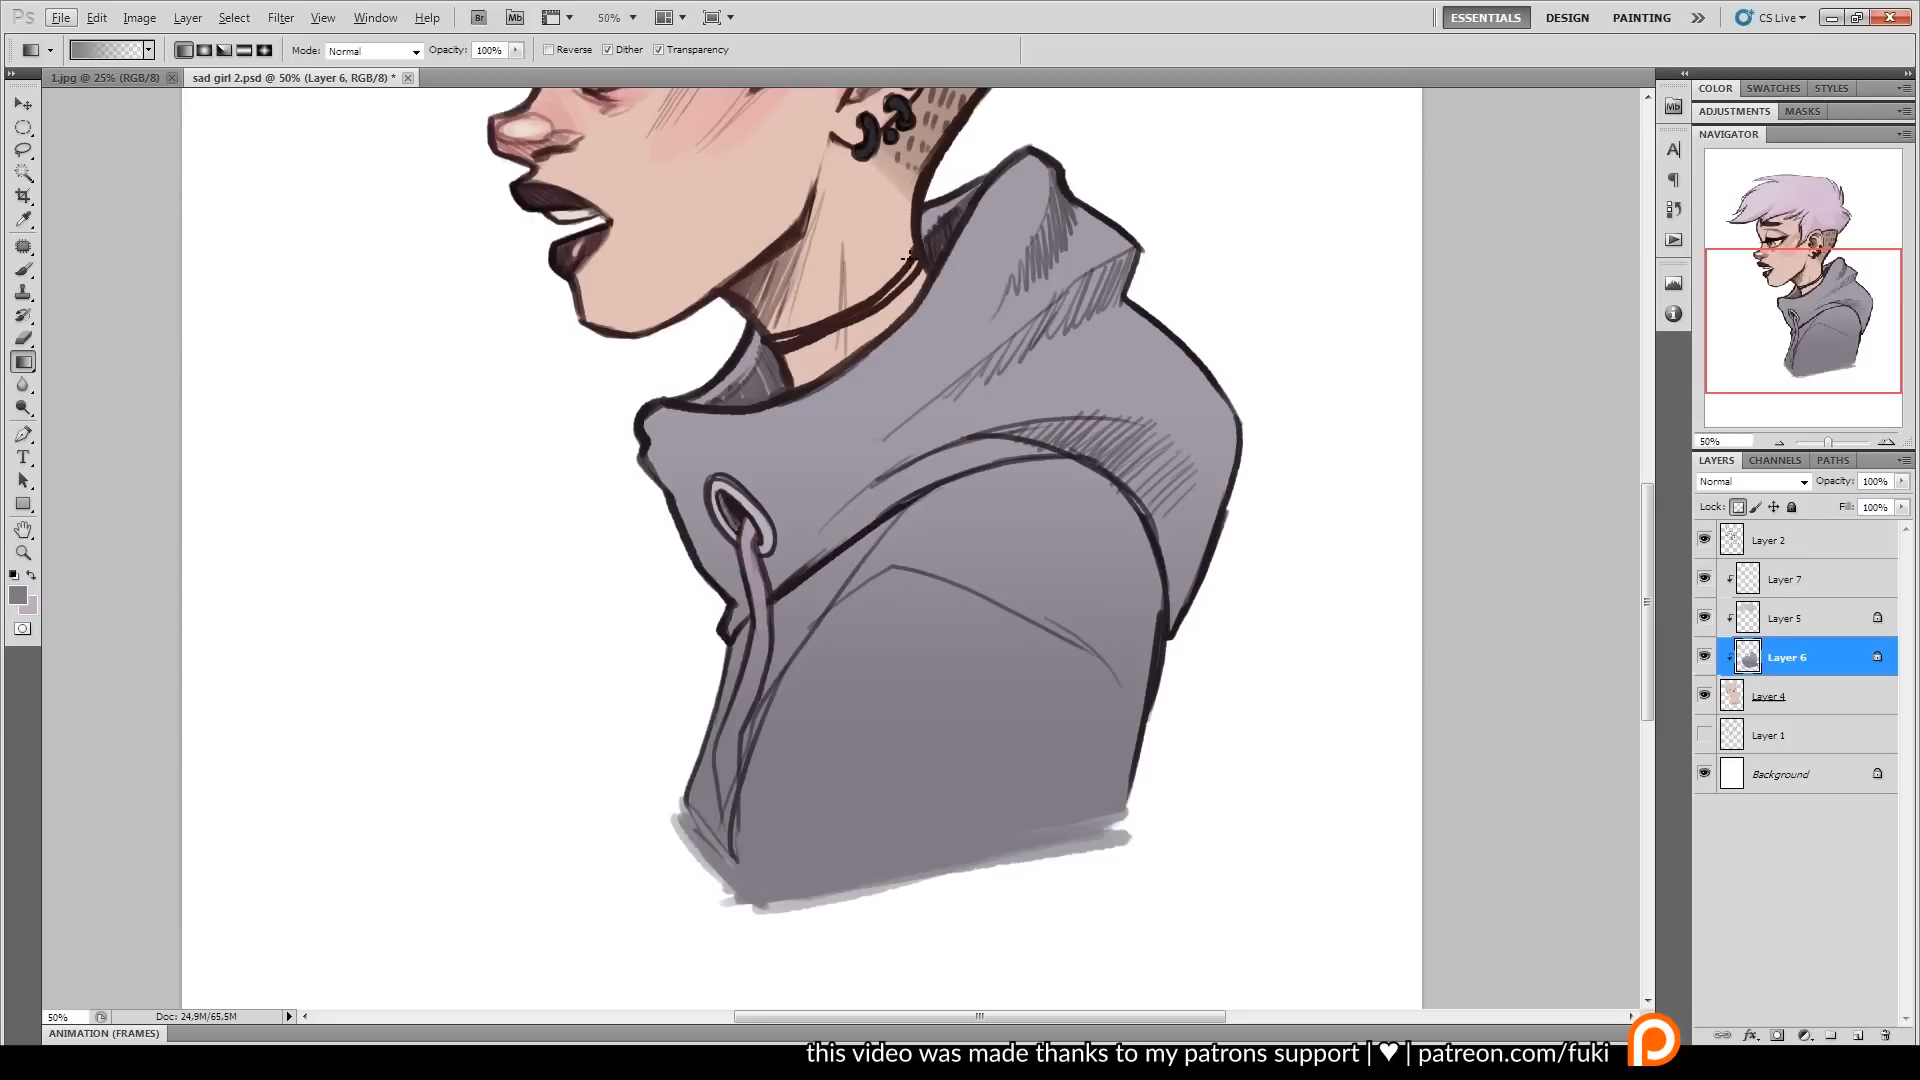 Ps File Edit Image Layer Select Filter View Window Help Br Mb 50% ESSENTIALS DESIGN PAINTING CS Live
Mode: Normal Opacity: 100% Reverse Dither Transparency
1.jpg @ 25% (RGB/8) sad girl 2.psd @ 50% (Layer 6, RGB/8) *
COLOR SWATCHES STYLES
Mb
ADJUSTMENTS MASKS
NAVIGATOR
50%
LAYERS CHANNELS PATHS
Normal Opacity: 100%
Lock: Fill: 100%
Layer 2
Layer 7
Layer 5
Layer 6
Layer 4
Layer 1
Background
50% Doc: 24,9M/65,5M
ANIMATION (FRAMES)
this video was made thanks to my patrons support | ♥ | patreon.com/fuki